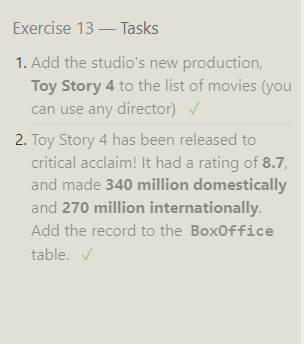 Exercise 13 — Tasks
1. Add the studio's new production,
Toy Story 4 to the list of movies (you
can use any director) ✓
2. Toy Story 4 has been released to
critical acclaim! It had a rating of 8.7,
and made 340 million domestically
and 270 million internationally.
Add the record to the BoxOffice
table. ✓